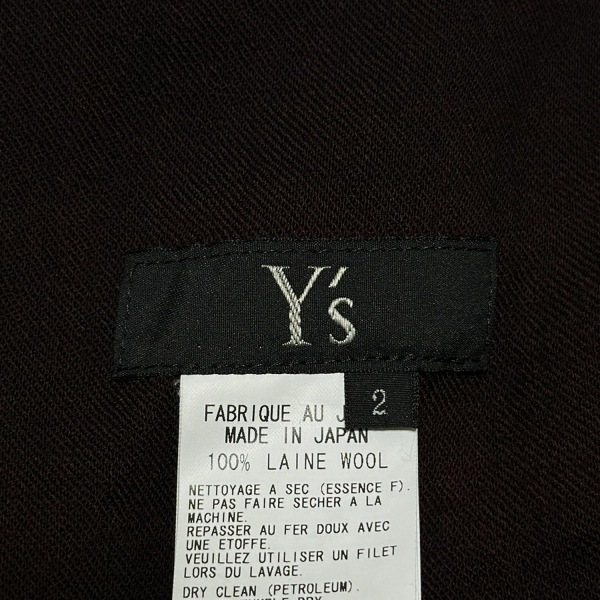 Y's
2
FABRIQUE AU J
MADE IN JAPAN
100% LAINE WOOL
NETTOYAGE A SEC (ESSENCE F).
NE PAS FAIRE SECHER A LA
MACHINE.
REPASSER AU FER DOUX AVEC
UNE ETOFFE.
VEUILLEZ UTILISER UN FILET
LORS DU LAVAGE.
DRY CLEAN (PETROLEUM).